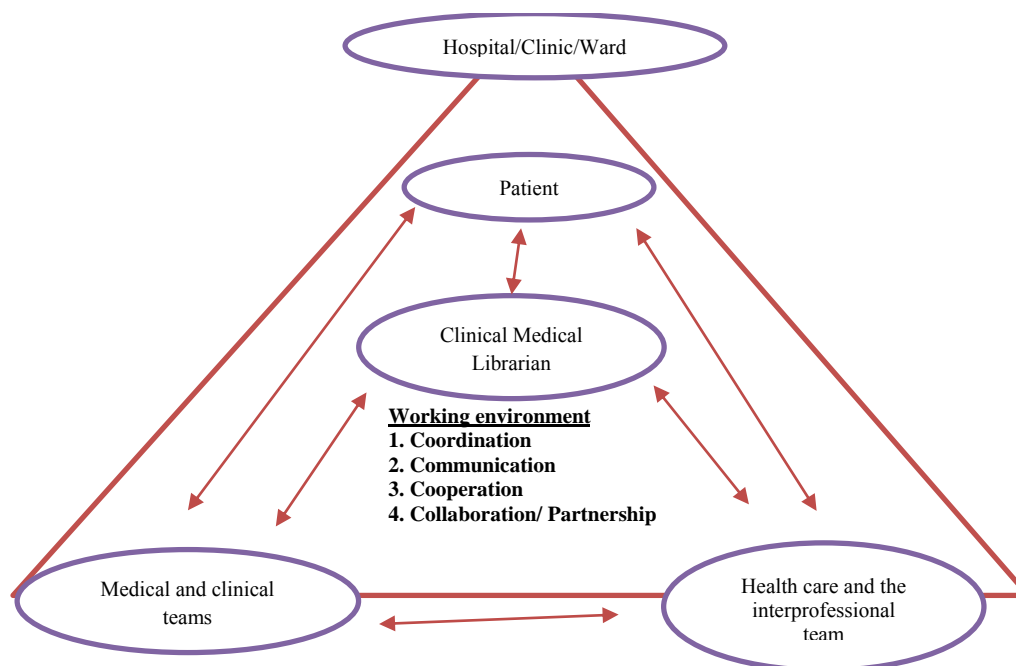 Hospital/Clinic/Ward
Patient
Clinical Medical
Librarian
Working environment
1. Coordination
2. Communication
3. Cooperation
4. Collaboration/ Partnership
Medical and clinical
teams
Health care and the
interprofessional
team